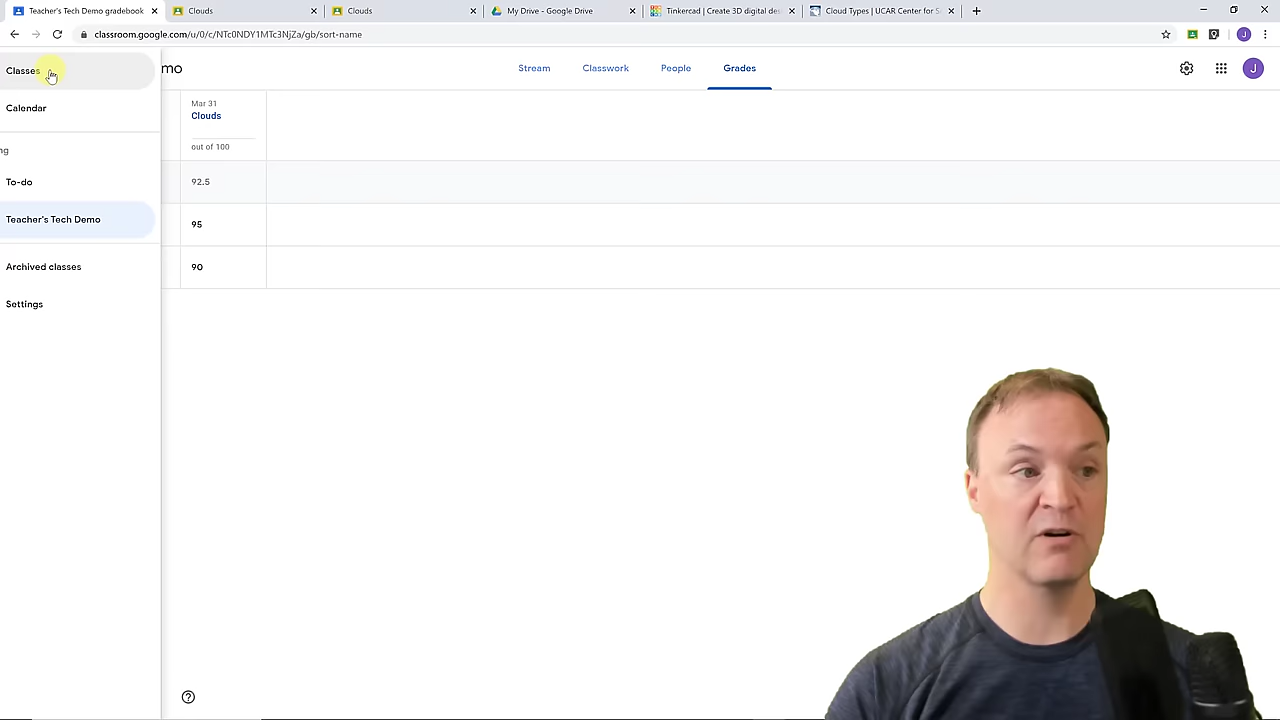 Teacher's Tech Demo gradebook
Clouds
Clouds
My Drive - Google Drive
Tinkercad | Create 3D digital des
Cloud Types | UCAR Center for S
classroom.google.com/u/0/c/NTc0NDY1MTc3NjZa/gb/sort-name
J
Classes
mo
Stream
Classwork
People
Grades
J
Calendar
ng
To-do
Teacher's Tech Demo
Archived classes
Settings
Mar 31
Clouds
out of 100
92.5
95
90